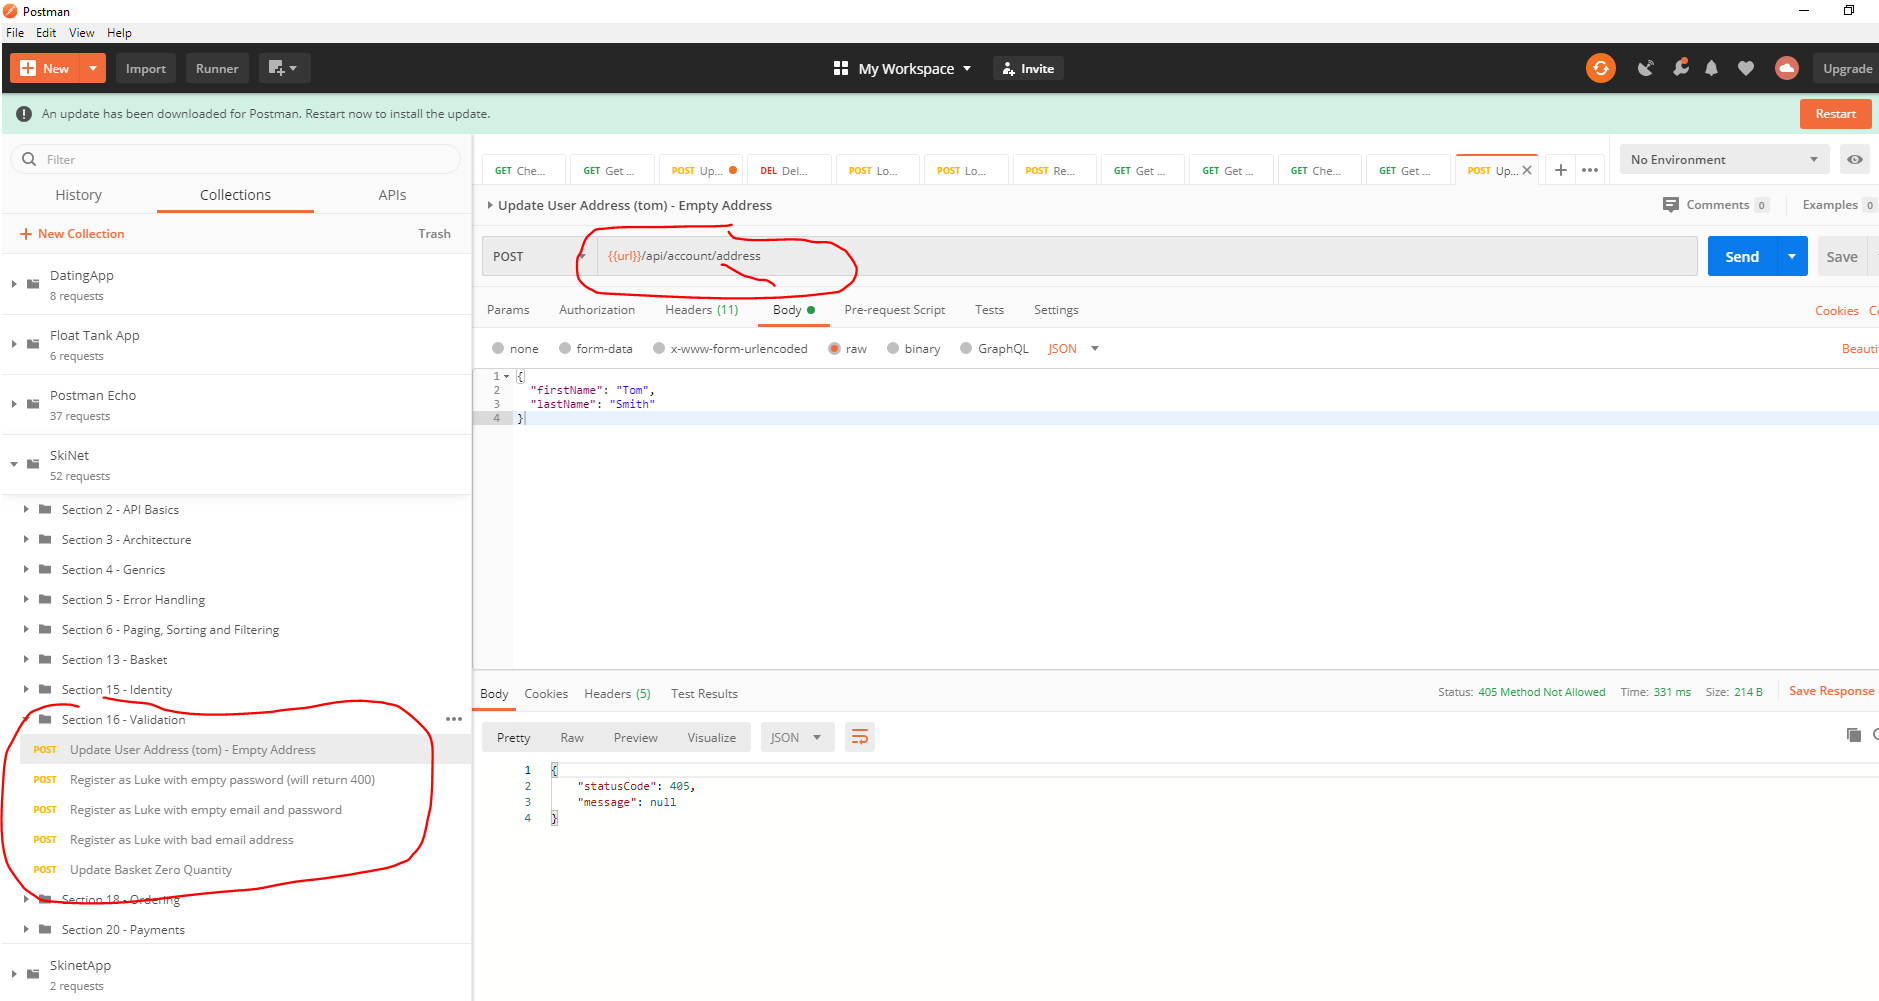 Postman
File Edit View Help
New Import Runner My Workspace Invite Upgrade
An update has been downloaded for Postman. Restart now to install the update. Restart
Filter
History Collections APIs
New Collection Trash
DatingApp
8 requests
Float Tank App
6 requests
Postman Echo
37 requests
SkiNet
52 requests
Section 2 - API Basics
Section 3 - Architecture
Section 4 - Genrics
Section 5 - Error Handling
Section 6 - Paging, Sorting and Filtering
Section 13 - Basket
Section 15 - Identity
Section 16 - Validation
POST Update User Address (tom) - Empty Address
POST Register as Luke with empty password (will return 400)
POST Register as Luke with empty email and password
POST Register as Luke with bad email address
POST Update Basket Zero Quantity
Section 18 - Ordering
Section 20 - Payments
SkinetApp
2 requests
GET Che... GET Get ... POST Up... DEL Del... POST Lo... POST Lo... POST Re... GET Get ... GET Get ... GET Che... GET Get ... POST Up... No Environment
Update User Address (tom) - Empty Address Comments 0 Examples 0
POST {{url}}/api/account/address Send Save
Params Authorization Headers (11) Body Pre-request Script Tests Settings Cookies
none form-data x-www-form-urlencoded raw binary GraphQL JSON Beauti
1 {
2 "firstName": "Tom",
3 "lastName": "Smith"
4 }
Body Cookies Headers (5) Test Results Status: 405 Method Not Allowed Time: 331 ms Size: 214 B Save Response
Pretty Raw Preview Visualize JSON
1 {
2 "statusCode": 405,
3 "message": null
4 }